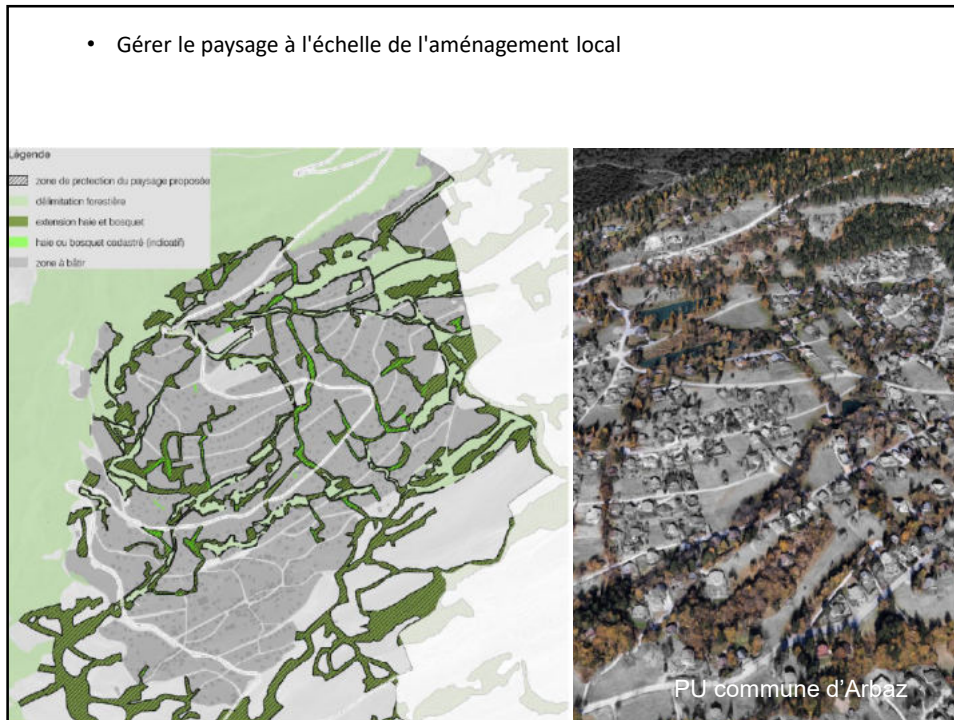 • Gérer le paysage à l'échelle de l'aménagement local
Légende
zone de protection du paysage proposée
délimitation forestière
extension haie et bosquet
haie ou bosquet cadastré (indicatif)
zone à bâtir
PU commune d'Arbaz